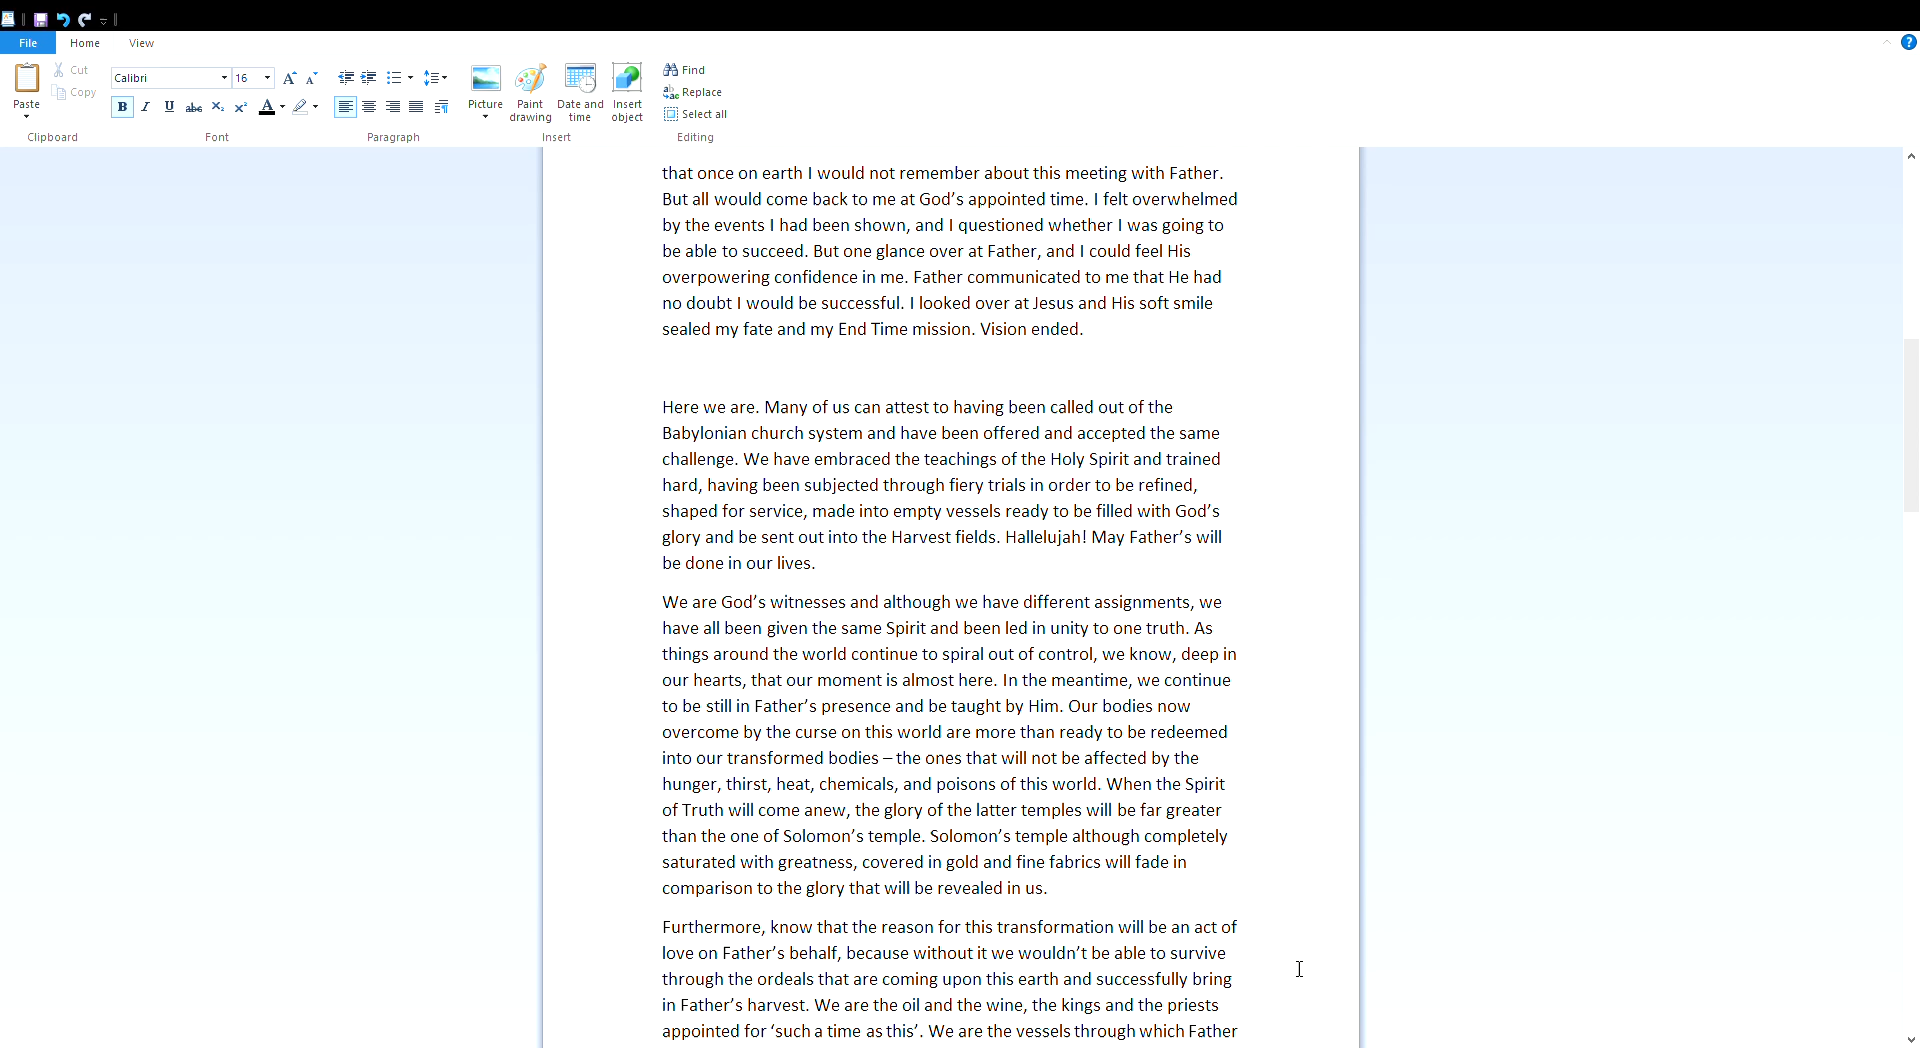 File Home View
Paste
Cut
Copy
Clipboard
Calibri 16
B I U abc X₂ X² A
Font
Paragraph
Picture
Paint drawing
Date and time
Insert object
Insert
Find
Replace
Select all
Editing
that once on earth I would not remember about this meeting with Father.
But all would come back to me at God’s appointed time. I felt overwhelmed
by the events I had been shown, and I questioned whether I was going to
be able to succeed. But one glance over at Father, and I could feel His
overpowering confidence in me. Father communicated to me that He had
no doubt I would be successful. I looked over at Jesus and His soft smile
sealed my fate and my End Time mission. Vision ended.
Here we are. Many of us can attest to having been called out of the
Babylonian church system and have been offered and accepted the same
challenge. We have embraced the teachings of the Holy Spirit and trained
hard, having been subjected through fiery trials in order to be refined,
shaped for service, made into empty vessels ready to be filled with God’s
glory and be sent out into the Harvest fields. Hallelujah! May Father’s will
be done in our lives.
We are God’s witnesses and although we have different assignments, we
have all been given the same Spirit and been led in unity to one truth. As
things around the world continue to spiral out of control, we know, deep in
our hearts, that our moment is almost here. In the meantime, we continue
to be still in Father’s presence and be taught by Him. Our bodies now
overcome by the curse on this world are more than ready to be redeemed
into our transformed bodies – the ones that will not be affected by the
hunger, thirst, heat, chemicals, and poisons of this world. When the Spirit
of Truth will come anew, the glory of the latter temples will be far greater
than the one of Solomon’s temple. Solomon’s temple although completely
saturated with greatness, covered in gold and fine fabrics will fade in
comparison to the glory that will be revealed in us.
Furthermore, know that the reason for this transformation will be an act of
love on Father’s behalf, because without it we wouldn’t be able to survive
through the ordeals that are coming upon this earth and successfully bring
in Father’s harvest. We are the oil and the wine, the kings and the priests
appointed for ‘such a time as this’. We are the vessels through which Father